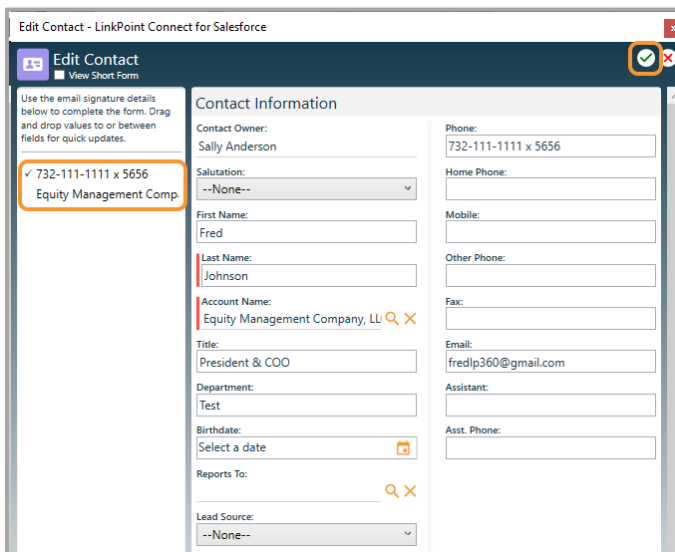 Edit Contact - LinkPoint Connect for Salesforce
Edit Contact
View Short Form
Use the email signature details
below to complete the form. Drag
and drop values to or between
fields for quick updates.
✓ 732-111-1111 x 5656
Equity Management Comp
Contact Information
Contact Owner:
Sally Anderson
Salutation:
--None--
First Name:
Fred
Last Name:
Johnson
Account Name:
Equity Management Company, LL
Title:
President & COO
Department:
Test
Birthdate:
Select a date
Reports To:
Lead Source:
--None--
Phone:
732-111-1111 x 5656
Home Phone:
Mobile:
Other Phone:
Fax:
Email:
fredlp360@gmail.com
Assistant:
Asst. Phone: